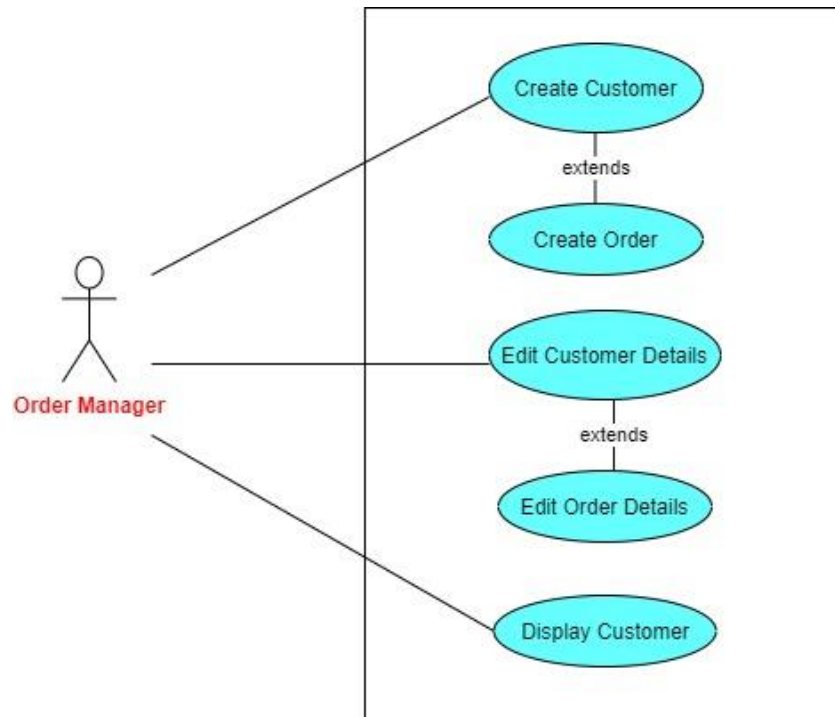 Create Customer
extends
Create Order
Edit Customer Details
Order Manager
extends
Edit Order Details
Display Customer